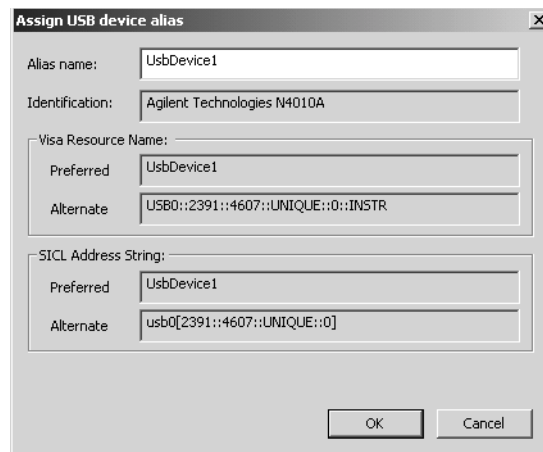 Assign USB device alias
Alias name: UsbDevice1
Identification: Agilent Technologies N4010A
Visa Resource Name:
Preferred UsbDevice1
Alternate USB0::2391::4607::UNIQUE::0::INSTR
SICL Address String:
Preferred UsbDevice1
Alternate usb0[2391::4607::UNIQUE::0]
OK Cancel